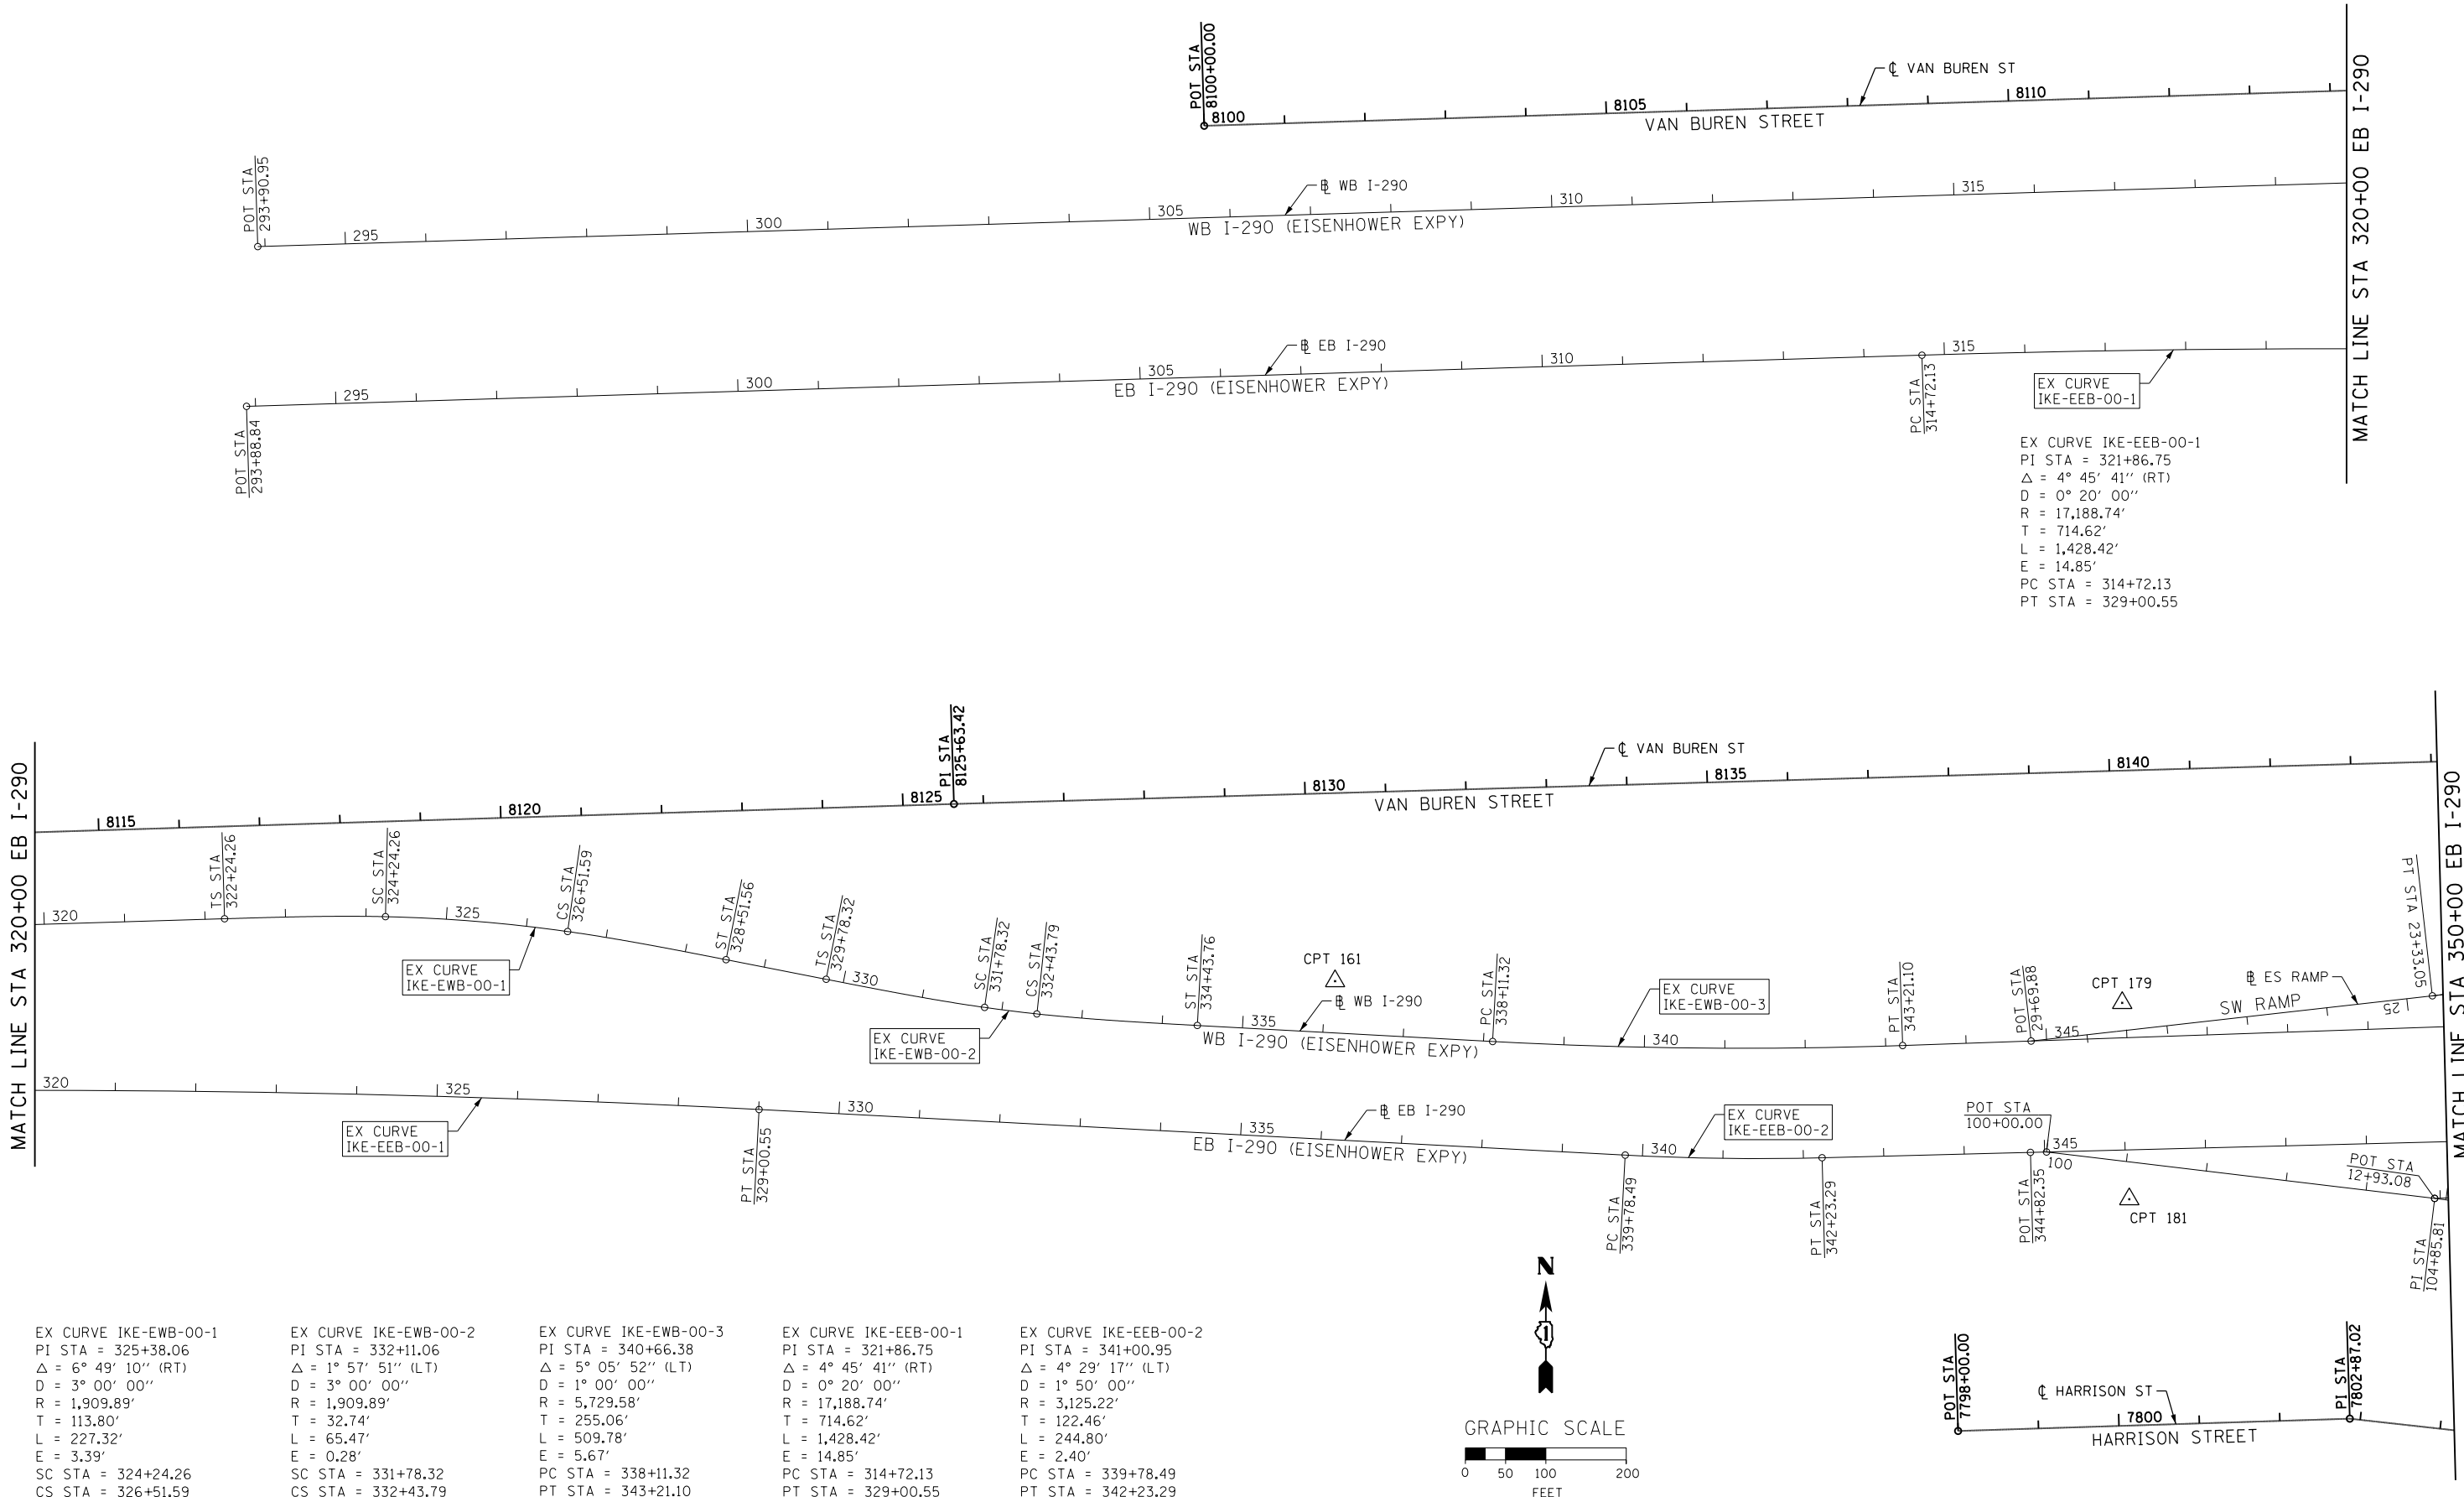 POT STA
8100+00.00
8100
8105
8110
℄ VAN BUREN ST
VAN BUREN STREET
MATCH LINE STA 320+00 EB I-290
POT STA
293+90.95
295
300
305
310
315
℄ WB I-290
WB I-290 (EISENHOWER EXPY)
POT STA
293+88.84
295
300
305
310
315
℄ EB I-290
EB I-290 (EISENHOWER EXPY)
PC STA
314+72.13
EX CURVE
IKE-EEB-00-1
EX CURVE IKE-EEB-00-1
PI STA = 321+86.75
△ = 4° 45′ 41′′ (RT)
D = 0° 20′ 00′′
R = 17,188.74′
T = 714.62′
L = 1,428.42′
E = 14.85′
PC STA = 314+72.13
PT STA = 329+00.55
MATCH LINE STA 320+00 EB I-290
8115
8120
8125
PI STA
8125+63.42
8130
8135
8140
℄ VAN BUREN ST
VAN BUREN STREET
MATCH LINE STA 350+00 EB I-290
320
TS STA
322+24.26
SC STA
324+24.26
325
CS STA
326+51.59
EX CURVE
IKE-EWB-00-1
ST STA
328+51.56
TS STA
329+78.32
330
SC STA
331+78.32
CS STA
332+43.79
EX CURVE
IKE-EWB-00-2
ST STA
334+43.76
335
CPT 161
℄ WB I-290
WB I-290 (EISENHOWER EXPY)
PC STA
338+11.32
340
EX CURVE
IKE-EWB-00-3
PT STA
343+21.10
POT STA
29+69.88
345
CPT 179
℄ ES RAMP
SW RAMP
25
PT STA 23+33.05
320
325
EX CURVE
IKE-EEB-00-1
PT STA
329+00.55
330
335
℄ EB I-290
EB I-290 (EISENHOWER EXPY)
PC STA
339+78.49
340
EX CURVE
IKE-EEB-00-2
PT STA
342+23.29
POT STA
344+82.35
POT STA
100+00.00
345
100
CPT 181
POT STA
12+93.08
PI STA
104+85.81
EX CURVE IKE-EWB-00-1
PI STA = 325+38.06
△ = 6° 49′ 10′′ (RT)
D = 3° 00′ 00′′
R = 1,909.89′
T = 113.80′
L = 227.32′
E = 3.39′
SC STA = 324+24.26
CS STA = 326+51.59
EX CURVE IKE-EWB-00-2
PI STA = 332+11.06
△ = 1° 57′ 51′′ (LT)
D = 3° 00′ 00′′
R = 1,909.89′
T = 32.74′
L = 65.47′
E = 0.28′
SC STA = 331+78.32
CS STA = 332+43.79
EX CURVE IKE-EWB-00-3
PI STA = 340+66.38
△ = 5° 05′ 52′′ (LT)
D = 1° 00′ 00′′
R = 5,729.58′
T = 255.06′
L = 509.78′
E = 5.67′
PC STA = 338+11.32
PT STA = 343+21.10
EX CURVE IKE-EEB-00-1
PI STA = 321+86.75
△ = 4° 45′ 41′′ (RT)
D = 0° 20′ 00′′
R = 17,188.74′
T = 714.62′
L = 1,428.42′
E = 14.85′
PC STA = 314+72.13
PT STA = 329+00.55
EX CURVE IKE-EEB-00-2
PI STA = 341+00.95
△ = 4° 29′ 17′′ (LT)
D = 1° 50′ 00′′
R = 3,125.22′
T = 122.46′
L = 244.80′
E = 2.40′
PC STA = 339+78.49
PT STA = 342+23.29
N
1
GRAPHIC SCALE
0 50 100 200
FEET
POT STA
7798+00.00
7800
℄ HARRISON ST
HARRISON STREET
PI STA
7802+87.02